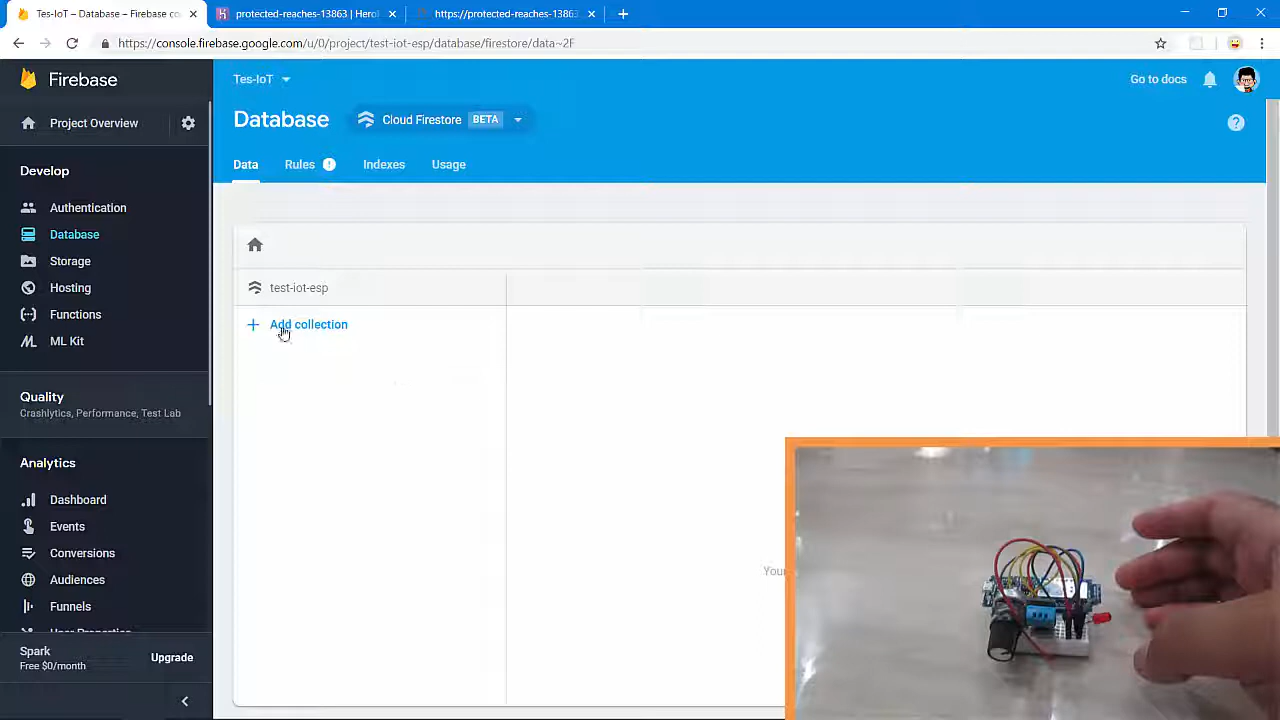 Tes-IoT – Database – Firebase co
protected-reaches-13863 | Herol
https://protected-reaches-13863
https://console.firebase.google.com/u/0/project/test-iot-esp/database/firestore/data~2F
Firebase
Tes-IoT
Go to docs
Project Overview
Database
Cloud Firestore BETA
Data
Rules
Indexes
Usage
Develop
Authentication
Database
Storage
Hosting
Functions
ML Kit
test-iot-esp
Add collection
Quality
Crashlytics, Performance, Test Lab
Analytics
Dashboard
Events
Conversions
Audiences
Funnels
Your
Spark
Free $0/month
Upgrade